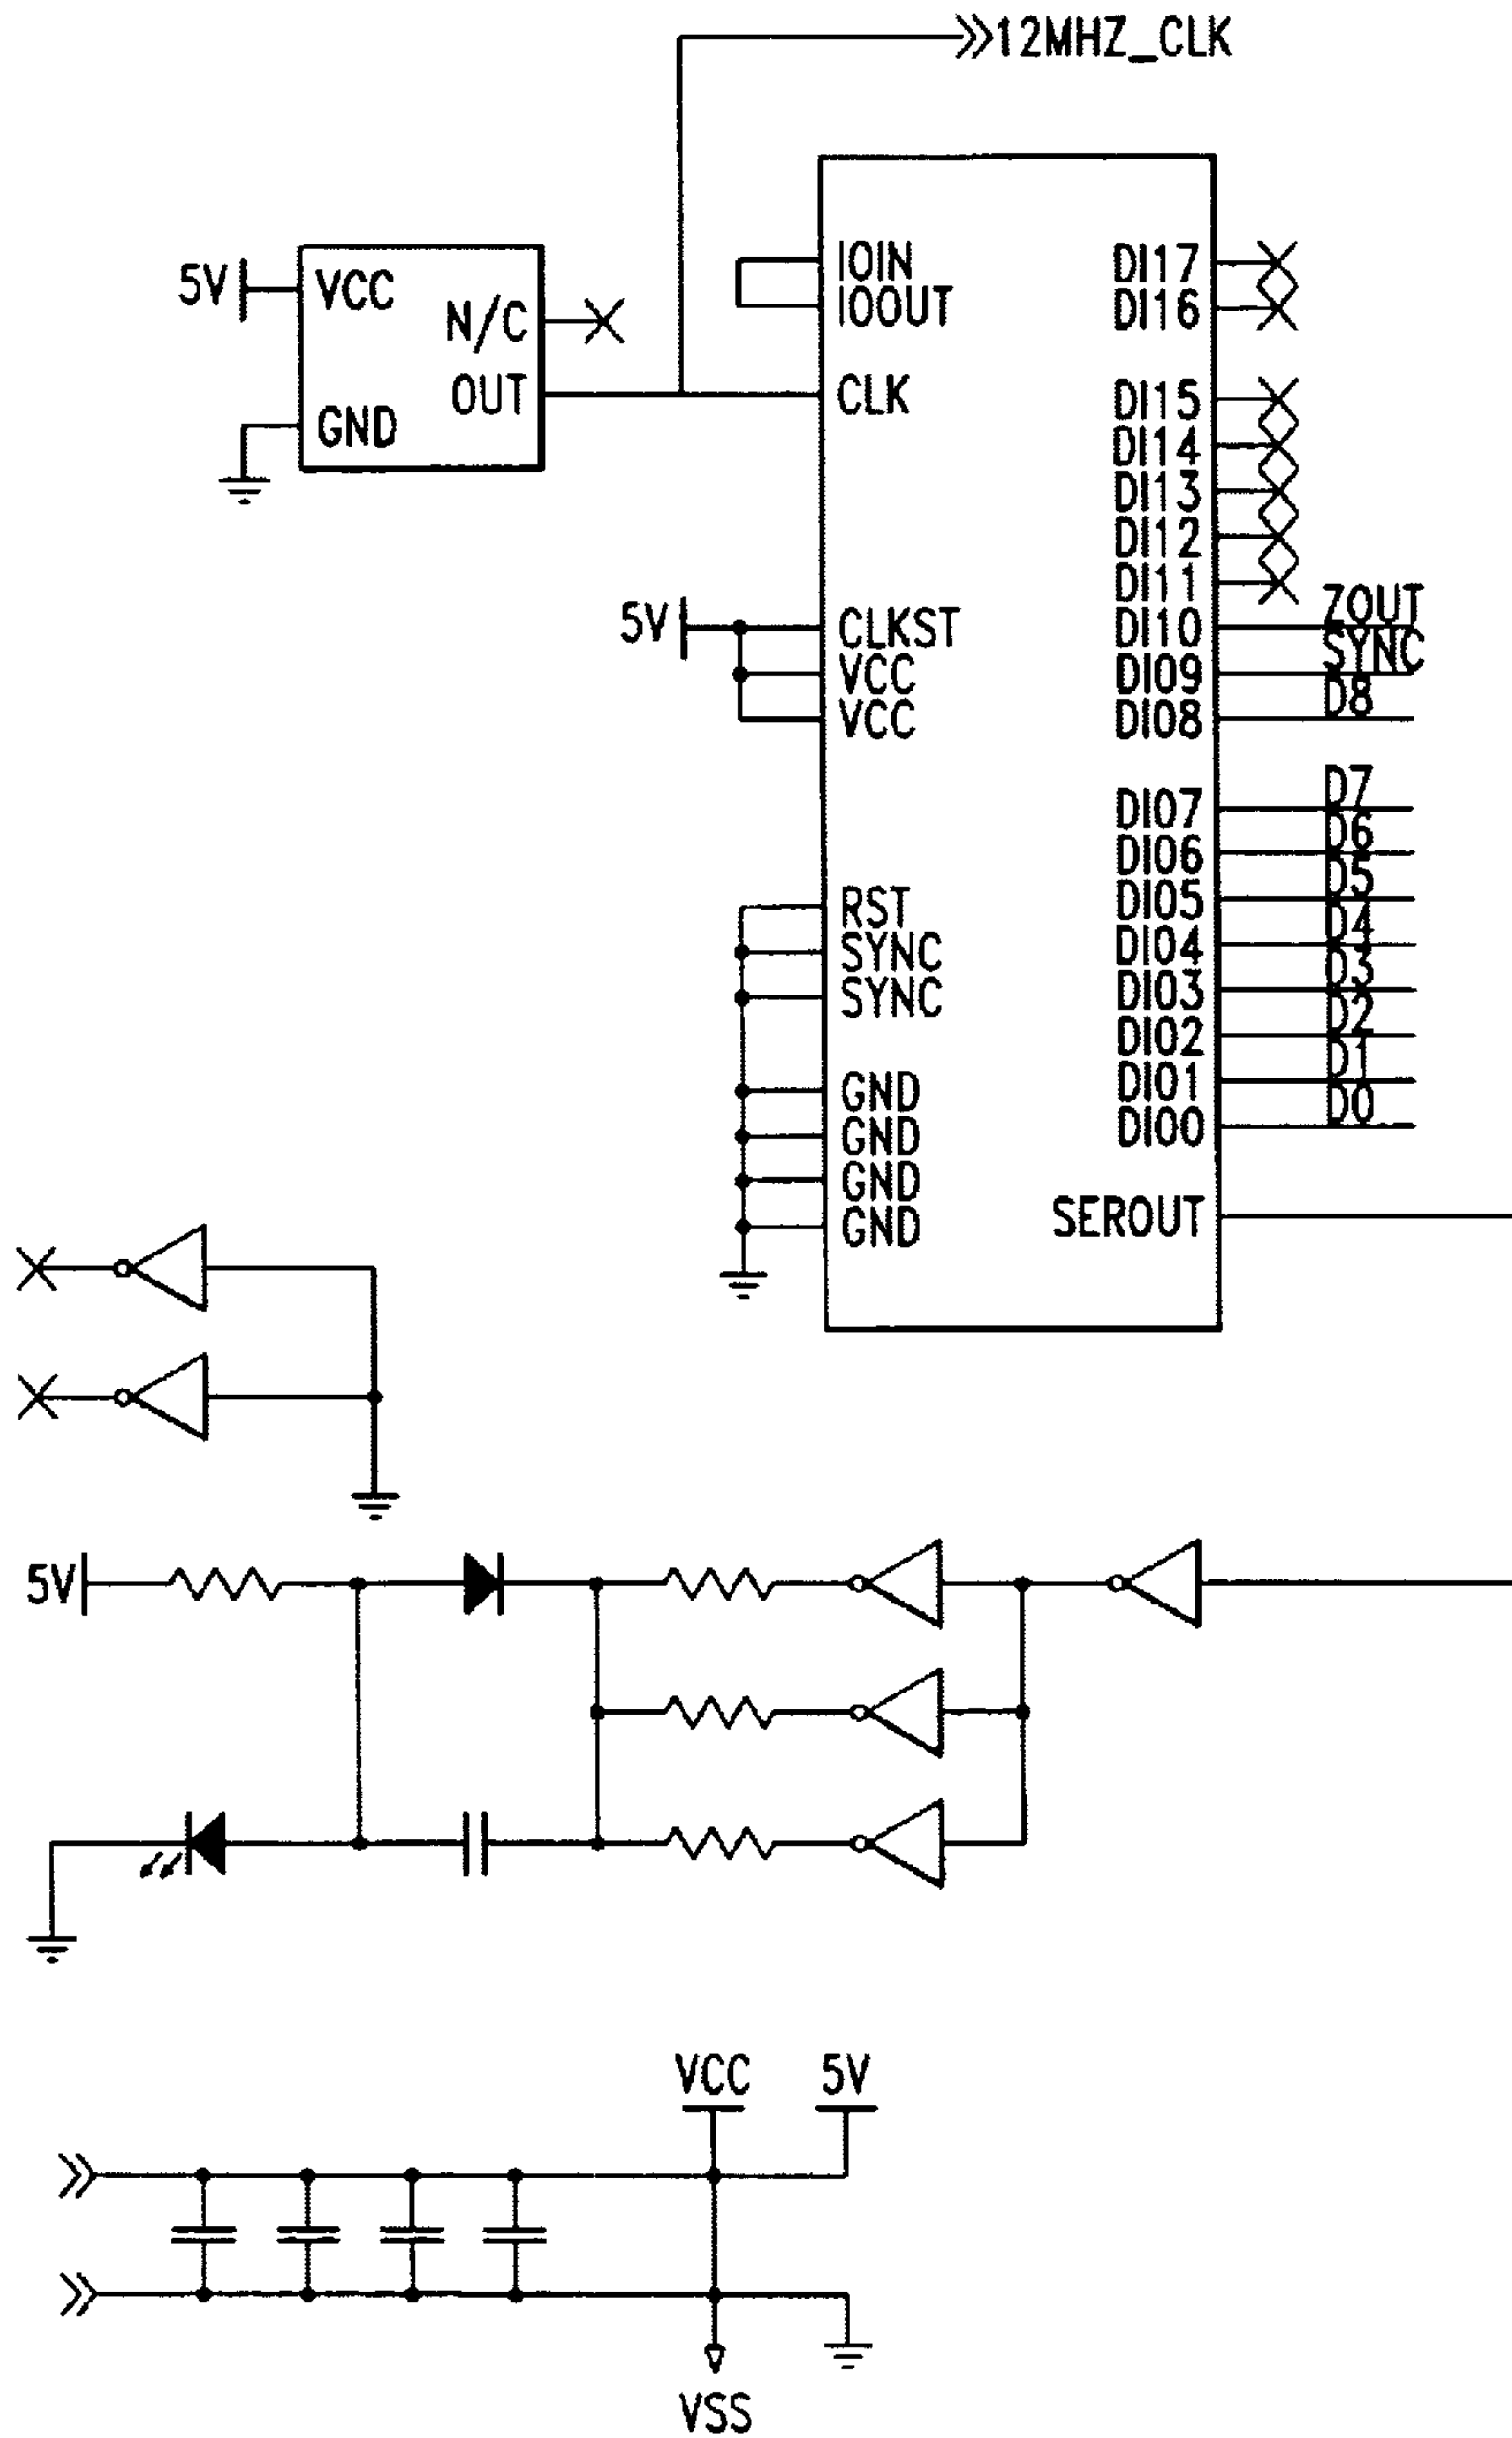 12MHZ_CLK
5V
VCC
N/C
OUT
GND
IOIN
IOOUT
CLK
5V
CLKST
VCC
VCC
RST
SYNC
SYNC
GND
GND
GND
GND
DI17
DI16
DI15
DI14
DI13
DI12
DI11
DI10 ZOUT
DI09 SYNC
DI08 D8
DI07 D7
DI06 D6
DI05 D5
DI04 D4
DI03 D3
DI02 D2
DI01 D1
DI00 D0
SEROUT
5V
VCC
5V
VSS